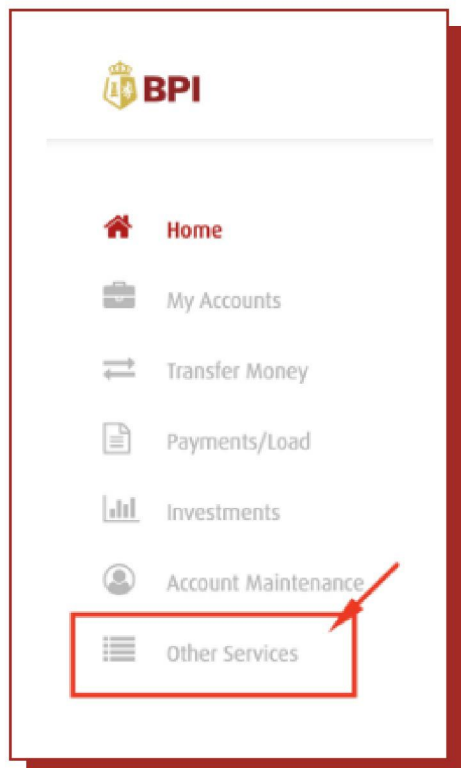 BPI
Home
My Accounts
Transfer Money
Payments/Load
Investments
Account Maintenance
Other Services